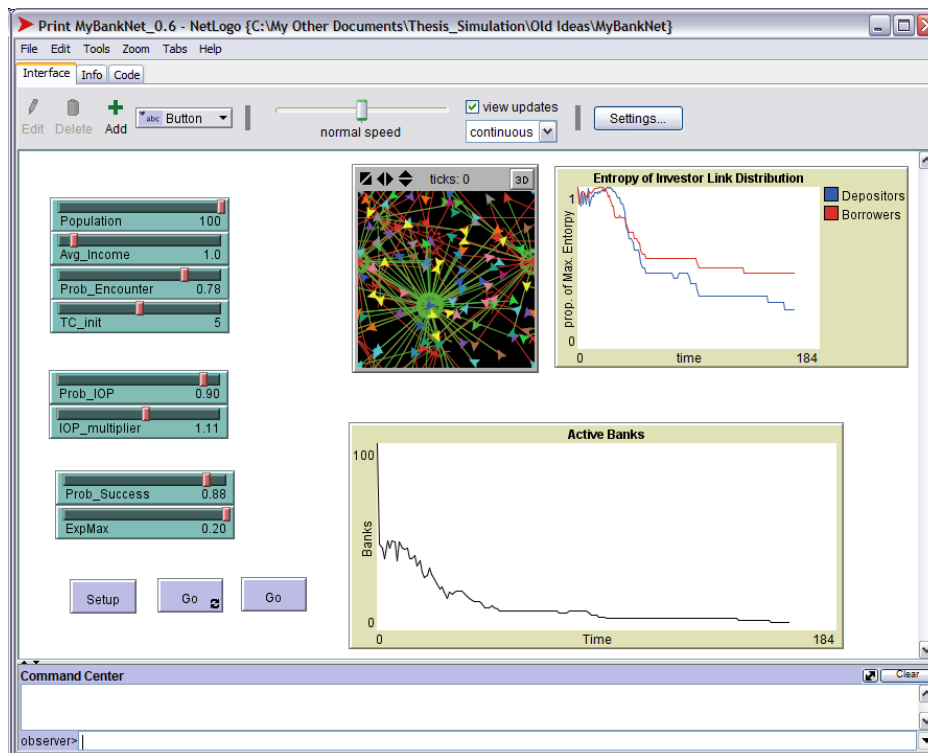 Print MyBankNet_0.6 - NetLogo {C:\My Other Documents\Thesis_Simulation\Old Ideas\MyBankNet}
File Edit Tools Zoom Tabs Help
Interface Info Code
Edit Delete Add abc Button
normal speed
view updates
continuous
Settings...
Population 100
Avg_Income 1.0
Prob_Encounter 0.78
TC_init 5
Prob_IOP 0.90
IOP_multiplier 1.11
Prob_Success 0.88
ExpMax 0.20
Setup Go Go
ticks: 0 3D
Entropy of Investor Link Distribution
prop. of Max. Entorpy
1
0
0 time 184
Depositors
Borrowers
Active Banks
Banks
100
0
0 Time 184
Command Center Clear
observer>